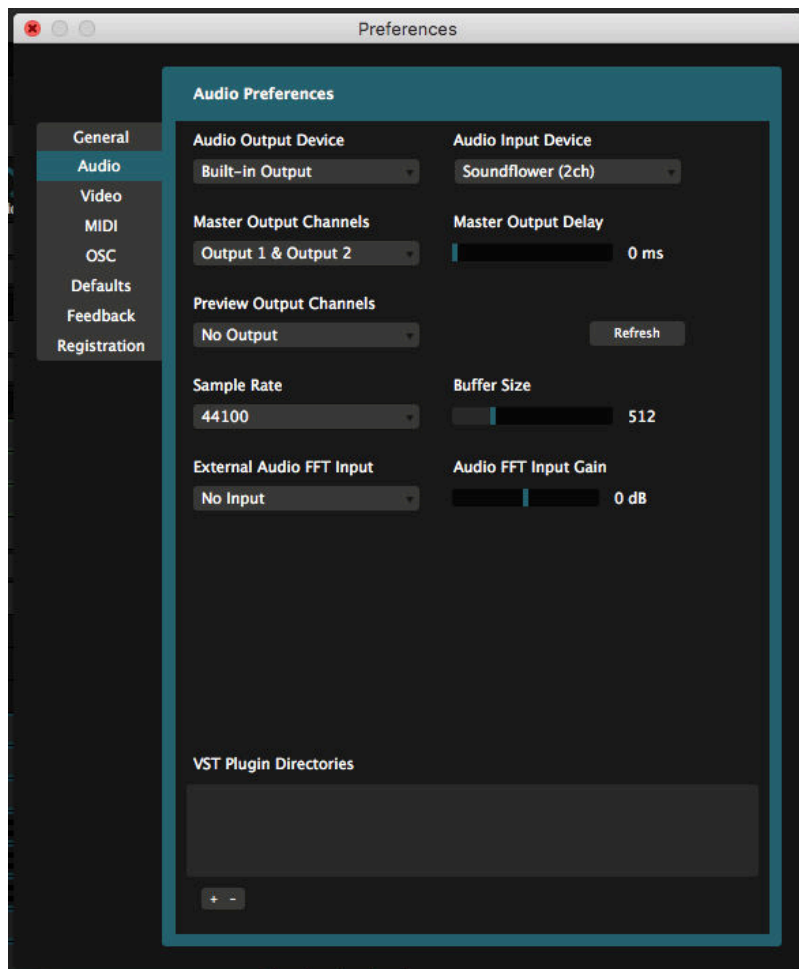 Preferences
Audio Preferences
General
Audio
Video
MIDI
OSC
Defaults
Feedback
Registration
Audio Output Device
Audio Input Device
Built-in Output
Soundflower (2ch)
Master Output Channels
Master Output Delay
Output 1 & Output 2
0 ms
Preview Output Channels
No Output
Refresh
Sample Rate
Buffer Size
44100
512
External Audio FFT Input
Audio FFT Input Gain
No Input
0 dB
VST Plugin Directories
+ -